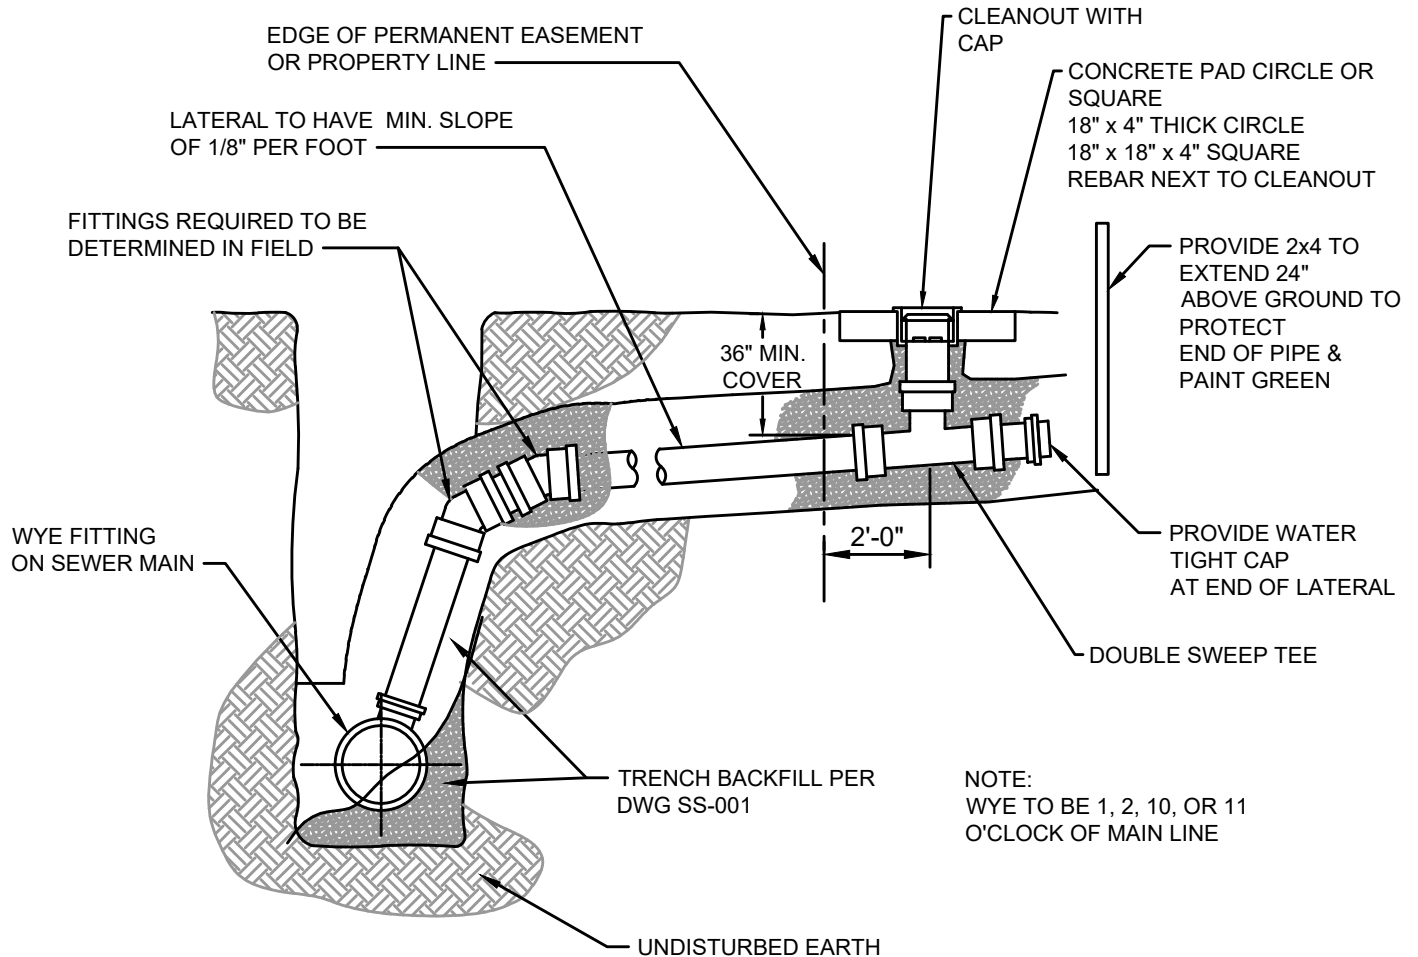 CLEANOUT WITH
CAP
EDGE OF PERMANENT EASEMENT
OR PROPERTY LINE
CONCRETE PAD CIRCLE OR
SQUARE
18" x 4" THICK CIRCLE
18" x 18" x 4" SQUARE
REBAR NEXT TO CLEANOUT
LATERAL TO HAVE MIN. SLOPE
OF 1/8" PER FOOT
FITTINGS REQUIRED TO BE
DETERMINED IN FIELD
PROVIDE 2x4 TO
EXTEND 24"
ABOVE GROUND TO
PROTECT
END OF PIPE &
PAINT GREEN
36" MIN.
COVER
WYE FITTING
ON SEWER MAIN
2'-0"
PROVIDE WATER
TIGHT CAP
AT END OF LATERAL
DOUBLE SWEEP TEE
TRENCH BACKFILL PER
DWG SS-001
NOTE:
WYE TO BE 1, 2, 10, OR 11
O'CLOCK OF MAIN LINE
UNDISTURBED EARTH